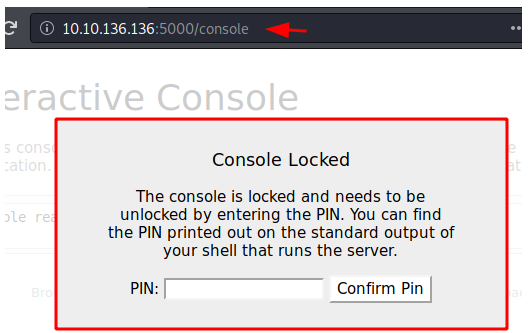 10.10.136.136:5000/console
eractive Console
Console Locked
The console is locked and needs to be
unlocked by entering the PIN. You can find
the PIN printed out on the standard output of
your shell that runs the server.
PIN:
Confirm Pin